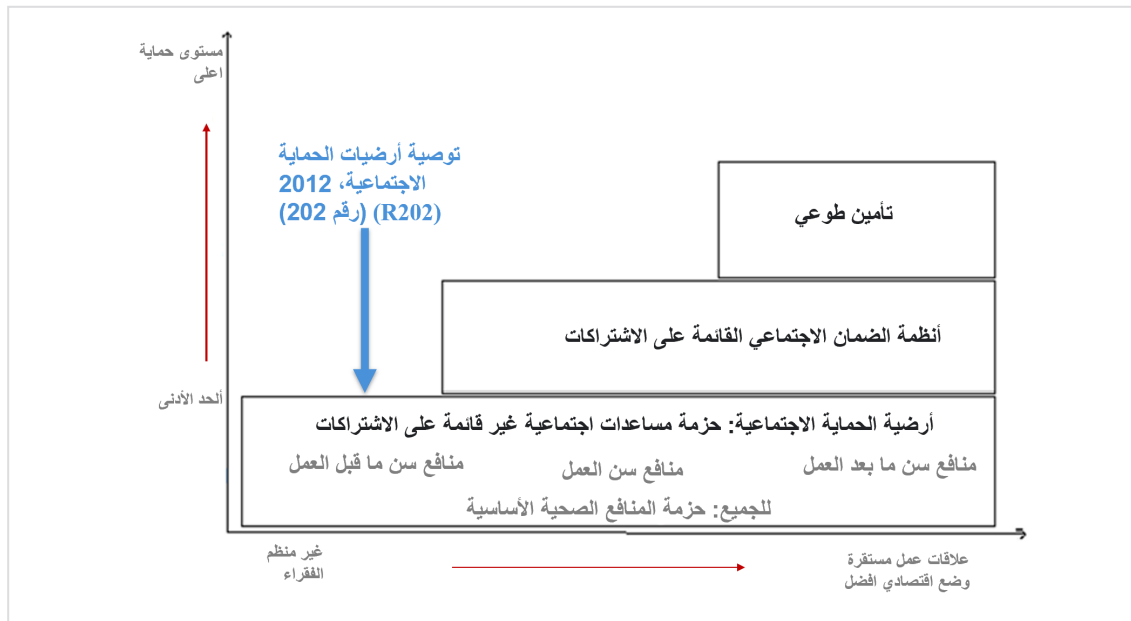 مستوى حماية
اعلى
توصية أرضيات الحماية
الاجتماعية، 2012
(R202) (رقم 202)
تأمين طوعي
أنظمة الضمان الاجتماعي القائمة على الاشتراكات
ألحد الأدنى
أرضية الحماية الاجتماعية: حزمة مساعدات اجتماعية غير قائمة على الاشتراكات
منافع سن ما بعد العمل
منافع سن العمل
منافع سن ما قبل العمل
للجميع: حزمة المنافع الصحية الأساسية
علاقات عمل مستقرة
وضع اقتصادي افضل
غير منظم
الفقراء